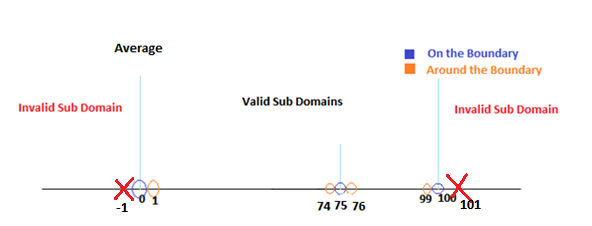 Average
On the Boundary
Around the Boundary
Invalid Sub Domain
Valid Sub Domains
Invalid Sub Domain
-1 0 1 74 75 76 99 100 101